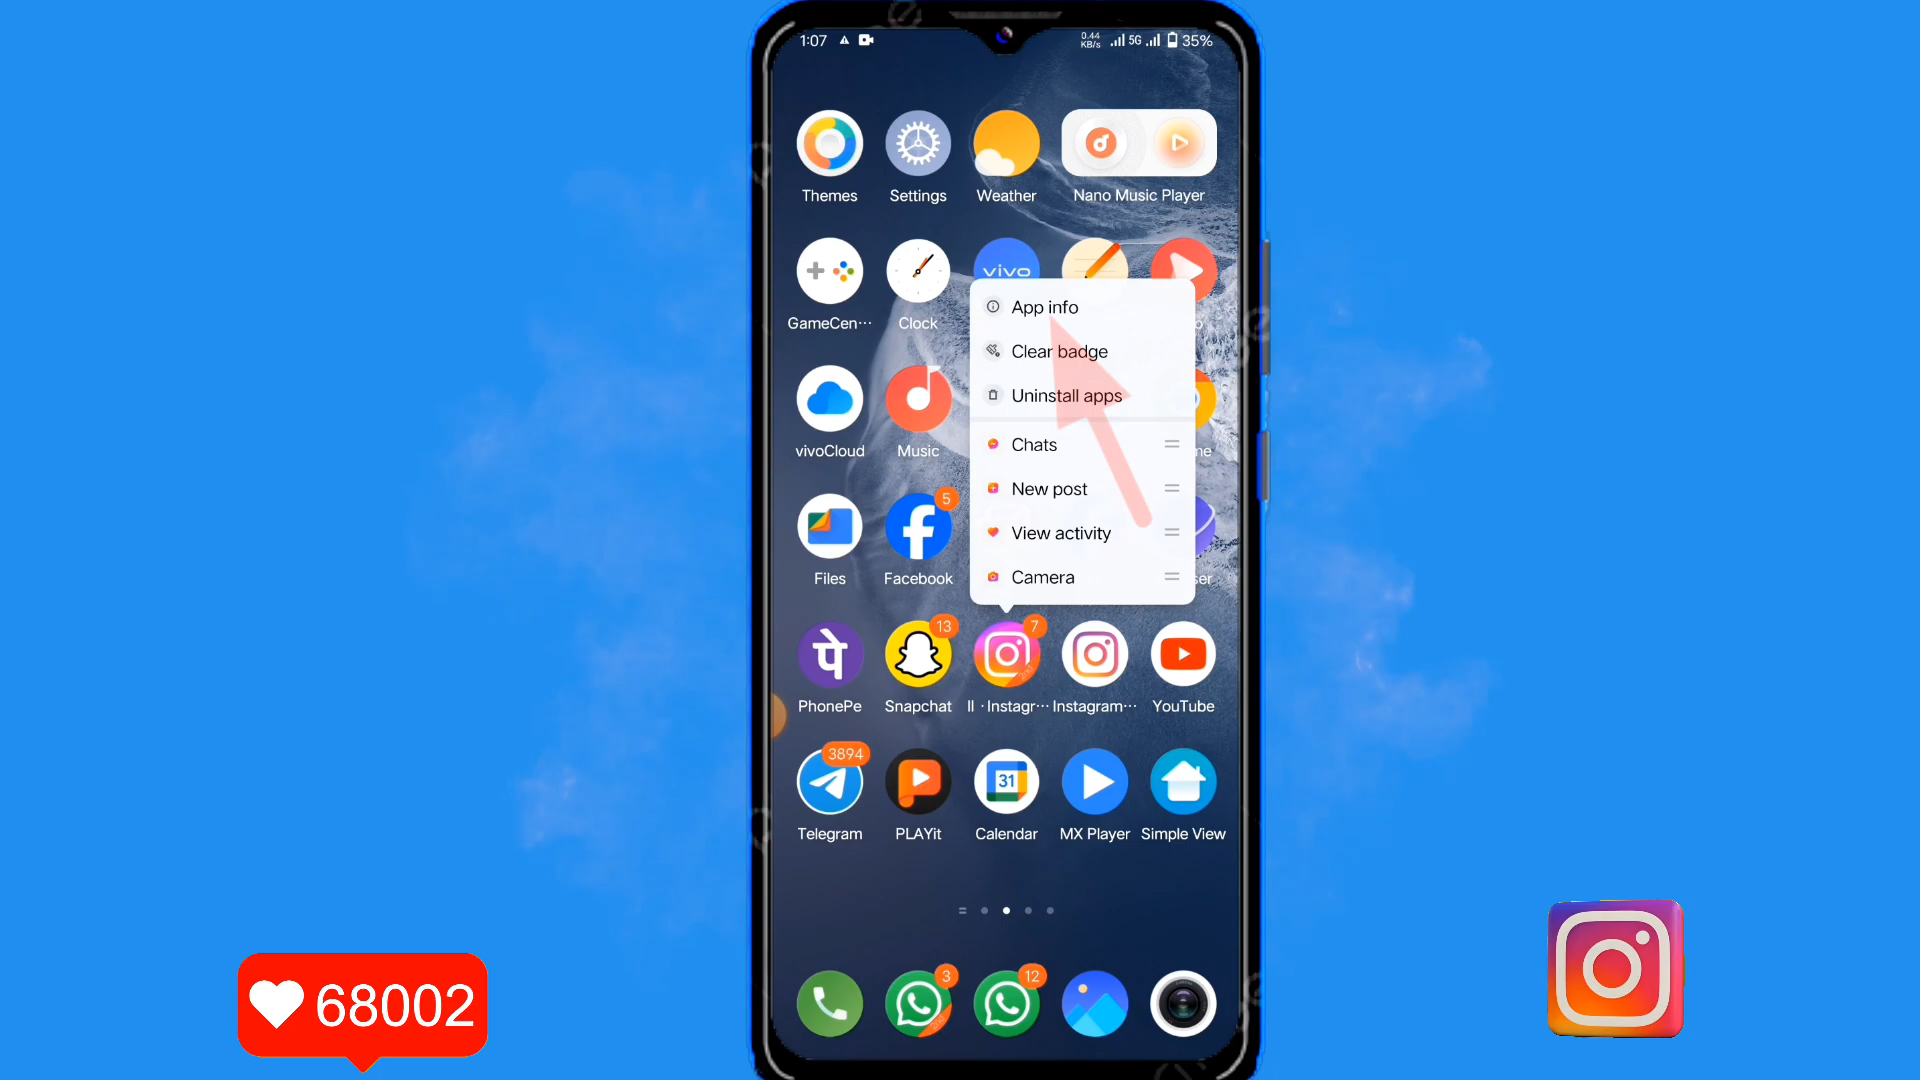 1:07
0.44
KB/s
5G
35%
Themes
Settings
Weather
Nano Music Player
vivo
GameCen···
Clock
App info
Clear badge
Uninstall apps
Chats
New post
View activity
Camera
vivoCloud
Music
5
Files
Facebook
13
7
पे
PhonePe
Snapchat
II · Instagr···
Instagram···
YouTube
3894
31
Telegram
PLAYit
Calendar
MX Player
Simple View
3
12
68002